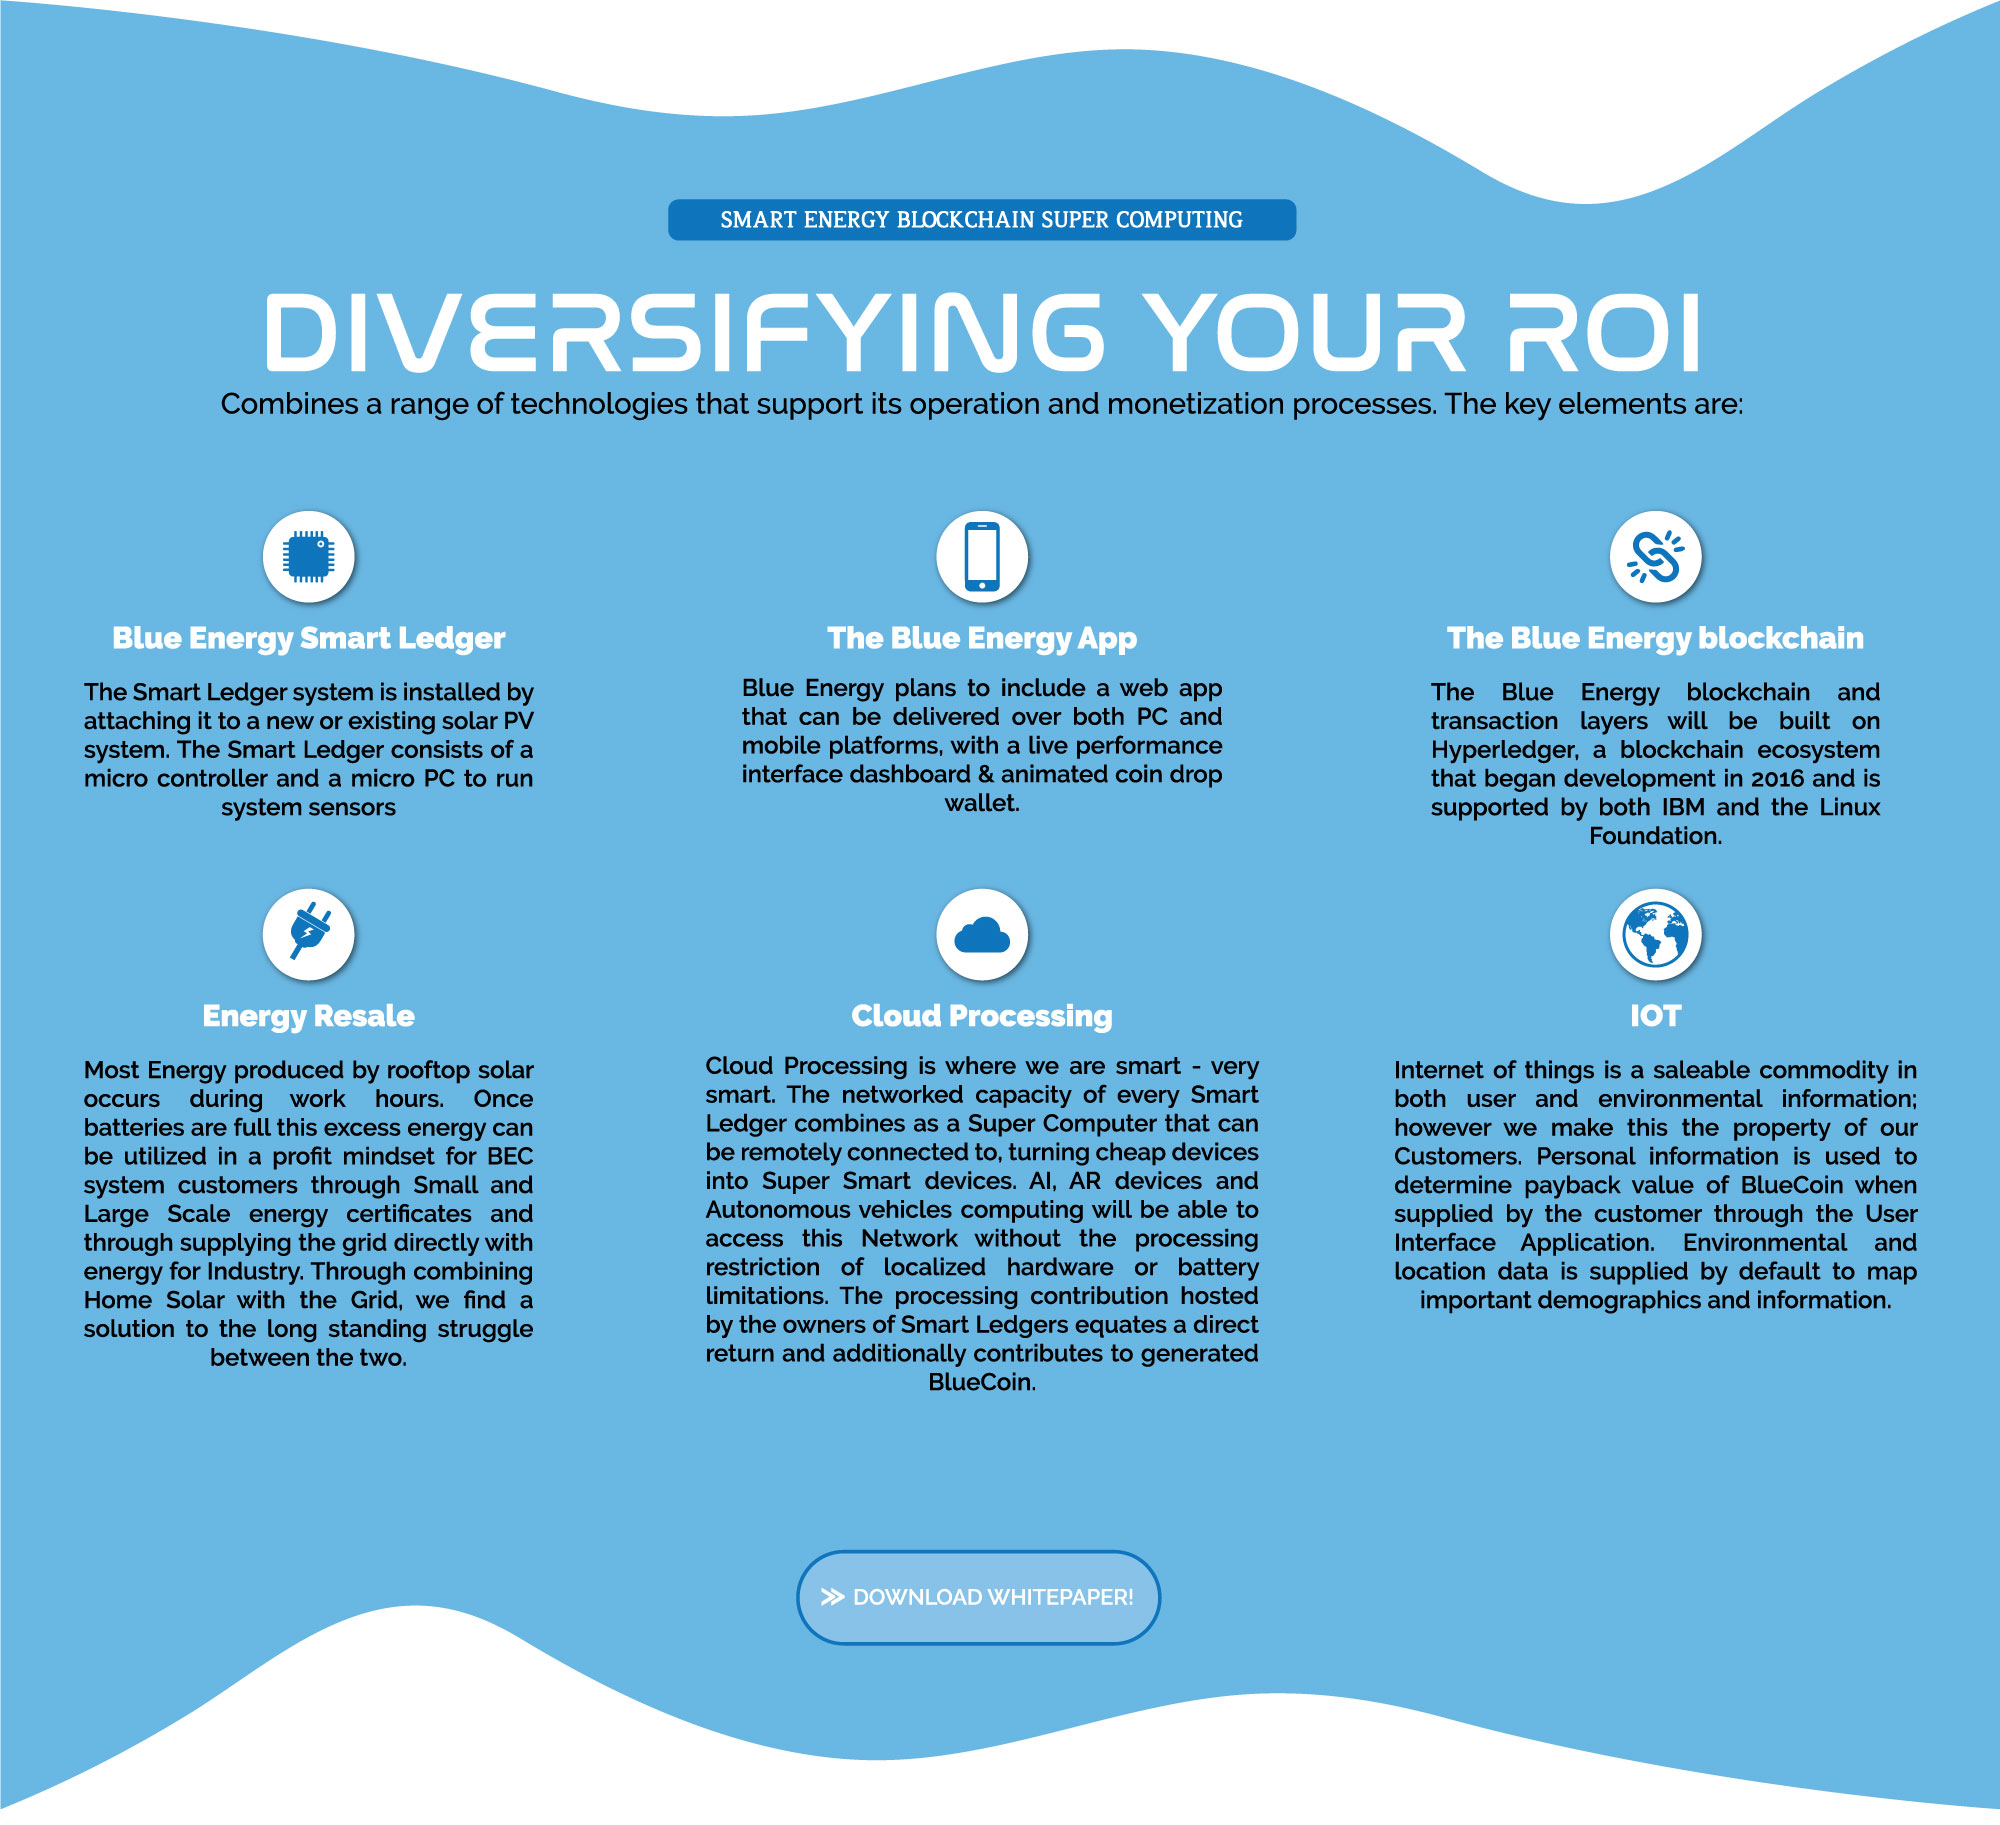 SMART ENERGY BLOCKCHAIN SUPER COMPUTING
DIVERSIFYING YOUR ROI
Combines a range of technologies that support its operation and monetization processes. The key elements are:
Blue Energy Smart Ledger
The Smart Ledger system is installed by
attaching it to a new or existing solar PV
system. The Smart Ledger consists of a
micro controller and a micro PC to run
system sensors
The Blue Energy App
Blue Energy plans to include a web app
that can be delivered over both PC and
mobile platforms, with a live performance
interface dashboard & animated coin drop
wallet.
The Blue Energy blockchain
The Blue Energy blockchain and
transaction layers will be built on
Hyperledger, a blockchain ecosystem
that began development in 2016 and is
supported by both IBM and the Linux
Foundation.
Energy Resale
Most Energy produced by rooftop solar
occurs during work hours. Once
batteries are full this excess energy can
be utilized in a profit mindset for BEC
system customers through Small and
Large Scale energy certificates and
through supplying the grid directly with
energy for Industry. Through combining
Home Solar with the Grid, we find a
solution to the long standing struggle
between the two.
Cloud Processing
Cloud Processing is where we are smart - very
smart. The networked capacity of every Smart
Ledger combines as a Super Computer that can
be remotely connected to, turning cheap devices
into Super Smart devices. AI, AR devices and
Autonomous vehicles computing will be able to
access this Network without the processing
restriction of localized hardware or battery
limitations. The processing contribution hosted
by the owners of Smart Ledgers equates a direct
return and additionally contributes to generated
BlueCoin.
IOT
Internet of things is a saleable commodity in
both user and environmental information;
however we make this the property of our
Customers. Personal information is used to
determine payback value of BlueCoin when
supplied by the customer through the User
Interface Application. Environmental and
location data is supplied by default to map
important demographics and information.
DOWNLOAD WHITEPAPER!